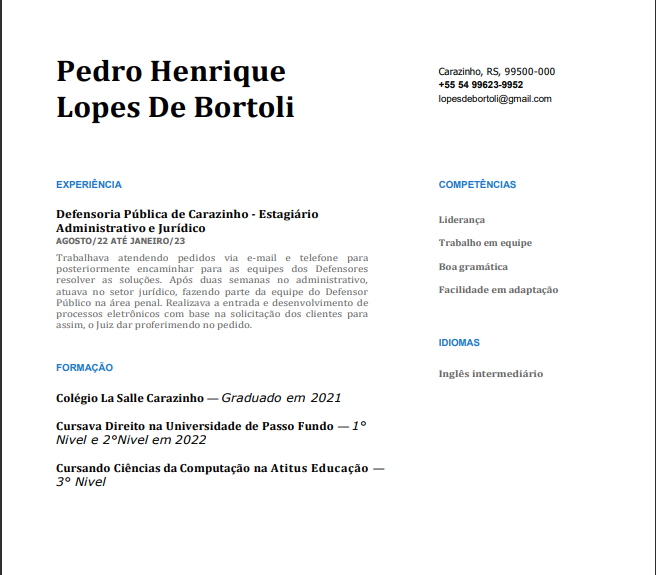 Pedro Henrique
Lopes De Bortoli
Carazinho, RS, 99500-000
+55 54 99623-9952
lopesdebortoli@gmail.com
EXPERIÊNCIA
Defensoria Pública de Carazinho - Estagiário
Administrativo e Jurídico
AGOSTO/22 ATÉ JANEIRO/23
Trabalhava atendendo pedidos via e-mail e telefone para
posteriormente encaminhar para as equipes dos Defensores
resolver as soluções. Após duas semanas no administrativo,
atuava no setor jurídico, fazendo parte da equipe do Defensor
Público na área penal. Realizava a entrada e desenvolvimento de
processos eletrônicos com base na solicitação dos clientes para
assim, o Juiz dar proferimendo no pedido.
FORMAÇÃO
Colégio La Salle Carazinho — Graduado em 2021
Cursava Direito na Universidade de Passo Fundo — 1°
Nivel e 2°Nivel em 2022
Cursando Ciências da Computação na Atitus Educação —
3° Nivel
COMPETÊNCIAS
Liderança
Trabalho em equipe
Boa gramática
Facilidade em adaptação
IDIOMAS
Inglês intermediário